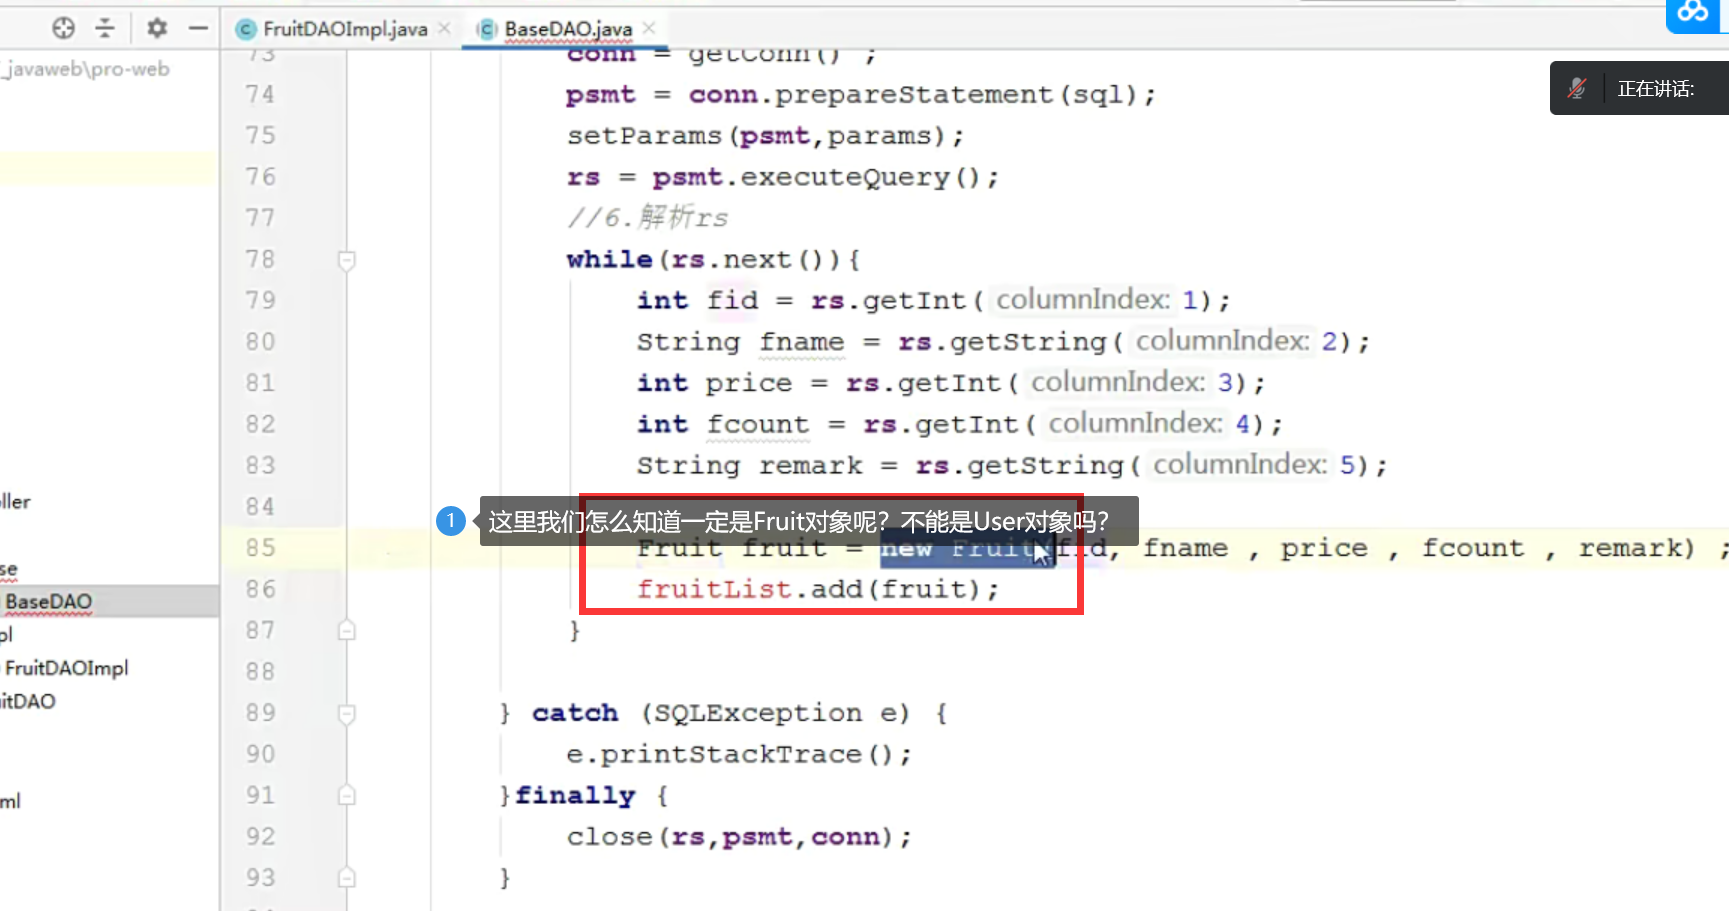 FruitDAOImpl.java
BaseDAO.java
_javaweb\pro-web
正在讲话:
73 conn = getConn() ;
74 psmt = conn.prepareStatement(sql);
75 setParams(psmt,params);
76 rs = psmt.executeQuery();
77 //6.解析rs
78 while(rs.next()){
79 int fid = rs.getInt( columnIndex: 1);
80 String fname = rs.getString( columnIndex: 2);
81 int price = rs.getInt( columnIndex: 3);
82 int fcount = rs.getInt( columnIndex: 4);
83 String remark = rs.getString( columnIndex: 5);
84
1 这里我们怎么知道一定是Fruit对象呢？不能是User对象吗？
85 Fruit fruit = new Fruit(fid, fname , price , fcount , remark) ;
86 fruitList.add(fruit);
87 }
88
89 } catch (SQLException e) {
90 e.printStackTrace();
91 }finally {
92 close(rs,psmt,conn);
93 }
ller
se
BaseDAO
pl
FruitDAOImpl
itDAO
ml